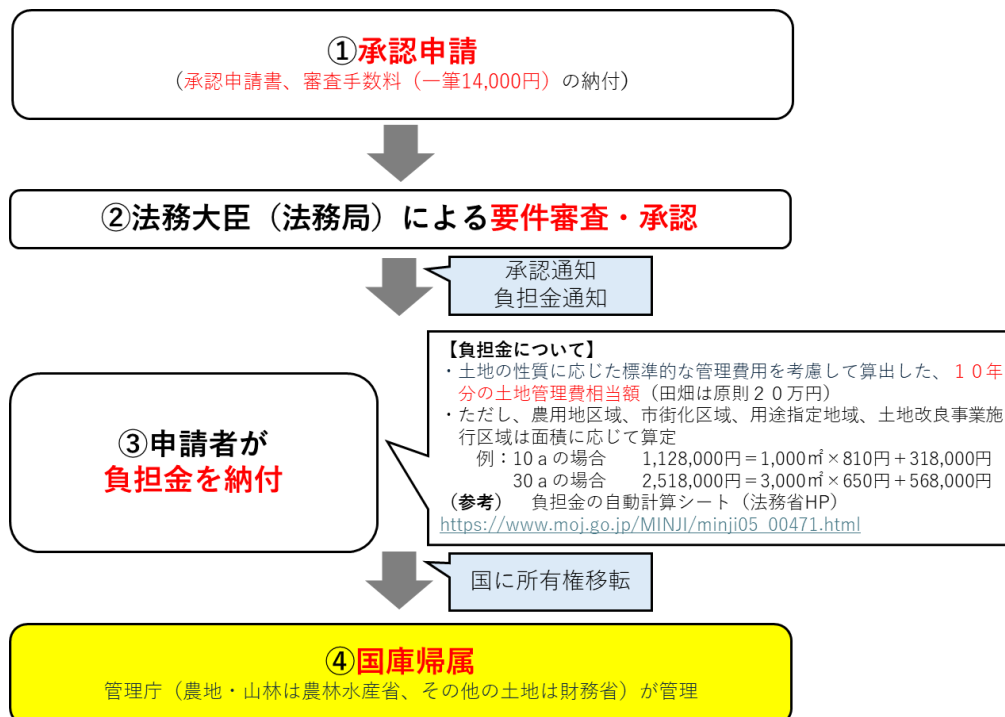 ①承認申請
（承認申請書、審査手数料（一筆14,000円）の納付）
②法務大臣（法務局）による要件審査・承認
承認通知
負担金通知
③申請者が
負担金を納付
【負担金について】
・土地の性質に応じた標準的な管理費用を考慮して算出した、１０年
分の土地管理費相当額（田畑は原則２０万円）
・ただし、農用地区域、市街化区域、用途指定地域、土地改良事業施
行区域は面積に応じて算定
例：10ａの場合　1,128,000円＝1,000㎡×810円＋318,000円
30ａの場合　2,518,000円＝3,000㎡×650円＋568,000円
（参考）　負担金の自動計算シート（法務省HP）
https://www.moj.go.jp/MINJI/minji05_00471.html
国に所有権移転
④国庫帰属
管理庁（農地・山林は農林水産省、その他の土地は財務省）が管理